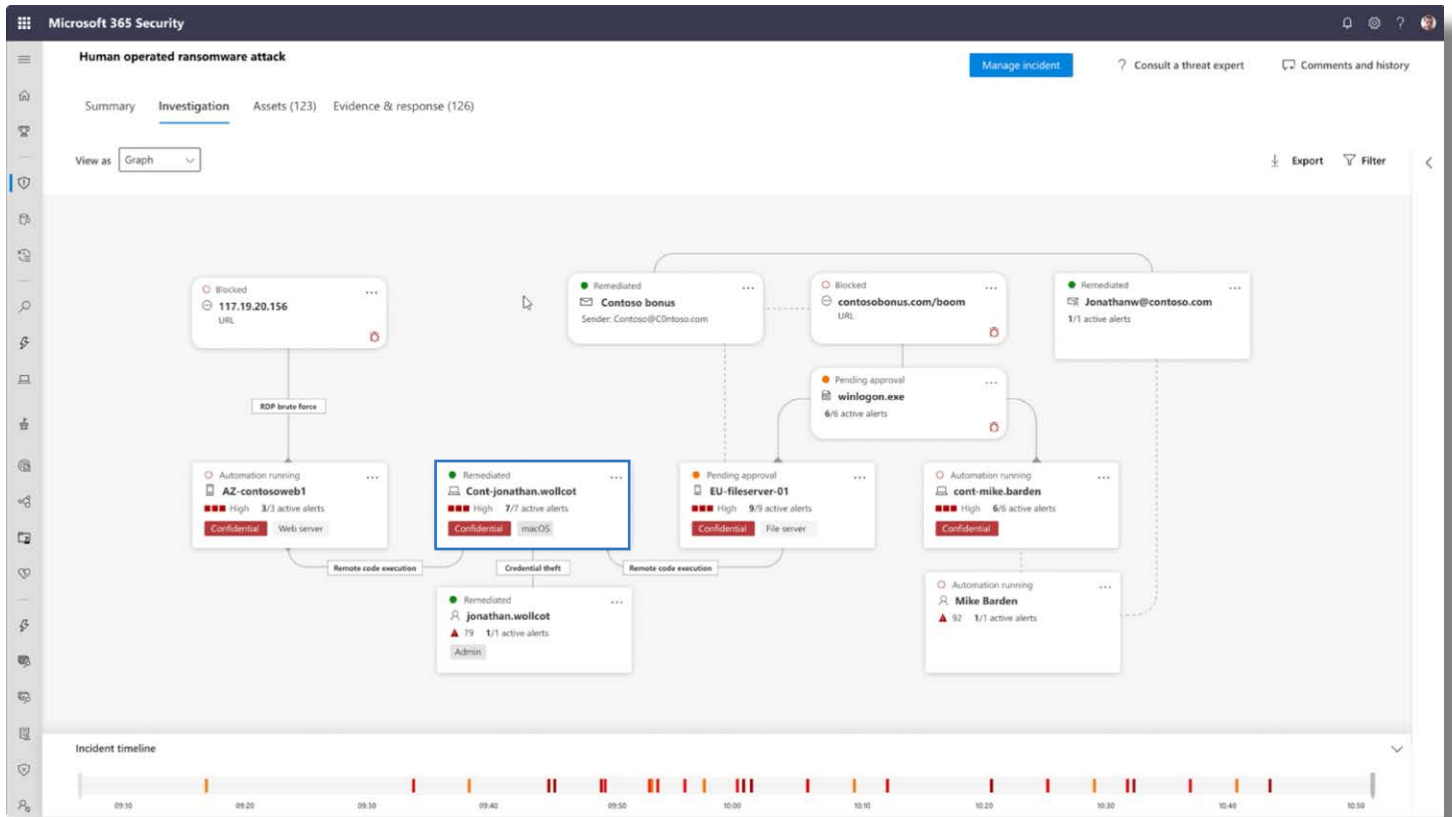 Microsoft 365 Security
Human operated ransomware attack
Manage incident
? Consult a threat expert
Comments and history
Summary Investigation Assets (123) Evidence & response (126)
View as Graph
Export Filter
Blocked
117.19.20.156
URL
Remediated
Contoso bonus
Sender: Contoso@C0ntoso.com
Blocked
contosobonus.com/boom
URL
Remediated
Jonathanw@contoso.com
1/1 active alerts
Pending approval
winlogon.exe
6/6 active alerts
RDP brute force
Automation running
AZ-contosoweb1
High 3/3 active alerts
Confidential Web server
Remediated
Cont-jonathan.wollcot
High 7/7 active alerts
Confidential macOS
Pending approval
EU-fileserver-01
High 9/9 active alerts
Confidential File server
Automation running
cont-mike.barden
High 6/6 active alerts
Confidential
Remote code execution
Credential theft
Remote code execution
Remediated
jonathan.wollcot
79 1/1 active alerts
Admin
Automation running
Mike Barden
92 1/1 active alerts
Incident timeline
09:10 09:20 09:30 09:40 09:50 10:00 10:10 10:20 10:30 10:40 10:50